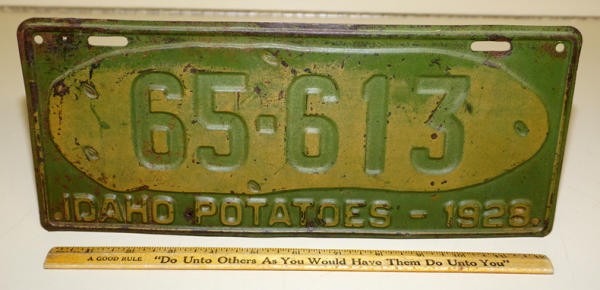 65-613
IDAHO POTATOES - 1928
A GOOD RULE "Do Unto Others As You Would Have Them Do Unto You"